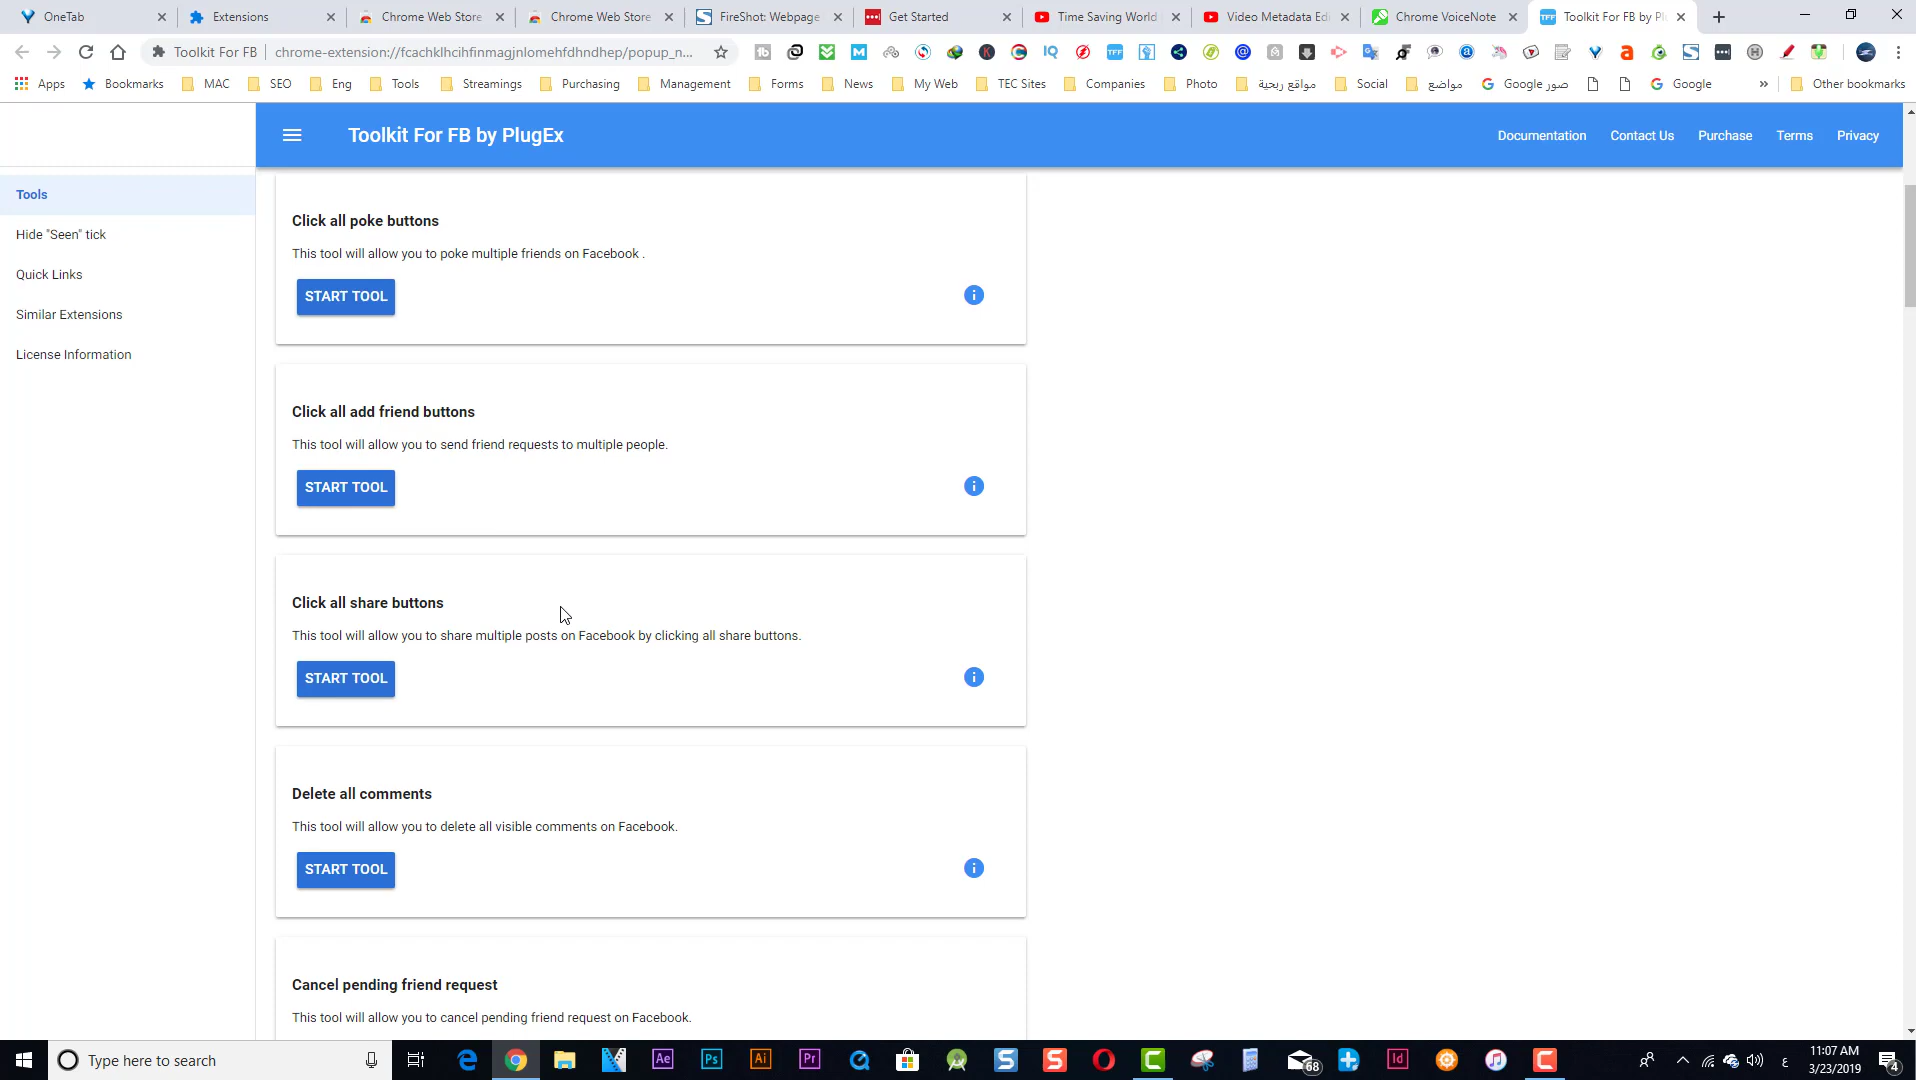 OneTab
Extensions
Chrome Web Store
Chrome Web Store
FireShot: Webpage
Get Started
Time Saving World
Video Metadata Edi
Chrome VoiceNote
Toolkit For FB by Pl
Toolkit For FB
chrome-extension://fcachklhcihfinmagjnlomehfdhndhep/popup_n...
Apps
Bookmarks
MAC
SEO
Eng
Tools
Streamings
Purchasing
Management
Forms
News
My Web
TEC Sites
Companies
Photo
مواقع ربحية
Social
مواضع
صور Google
Google
»
Other bookmarks
Toolkit For FB by PlugEx
Documentation
Contact Us
Purchase
Terms
Privacy
Tools
Hide "Seen" tick
Quick Links
Similar Extensions
License Information
Click all poke buttons
This tool will allow you to poke multiple friends on Facebook .
START TOOL
Click all add friend buttons
This tool will allow you to send friend requests to multiple people.
START TOOL
Click all share buttons
This tool will allow you to share multiple posts on Facebook by clicking all share buttons.
START TOOL
Delete all comments
This tool will allow you to delete all visible comments on Facebook.
START TOOL
Cancel pending friend request
This tool will allow you to cancel pending friend request on Facebook.
Type here to search
Ae
Ps
Ai
Pr
68
Id
ع
11:07 AM
3/23/2019
4